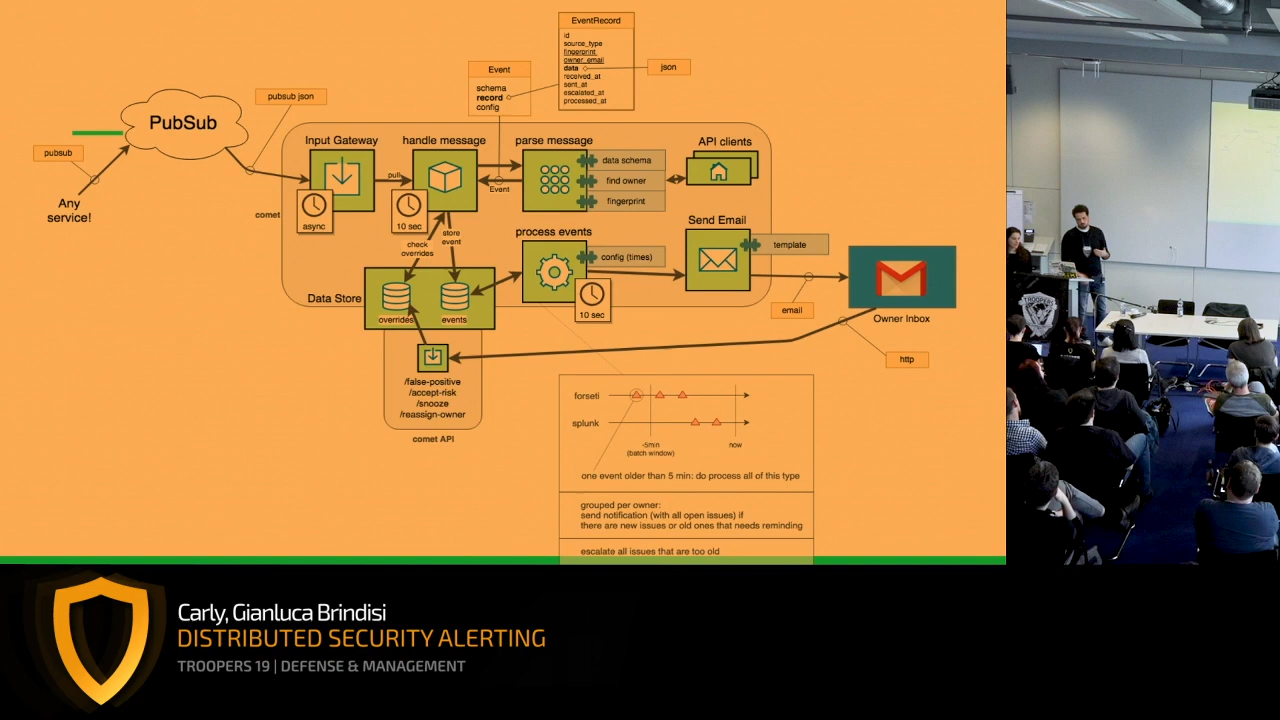 EventRecord
id
source_type
fingerprint
owner_email
data
received_at
sent_at
escalated_at
processed_at
json
Event
schema
record
config
pubsub json
PubSub
pubsub
Any
service!
Input Gateway
handle message
parse message
API clients
pull
Event
data schema
find owner
fingerprint
comet
async
10 sec
check
overrides
store
event
process events
config (times)
10 sec
Send Email
template
email
Owner Inbox
http
Data Store
overrides
events
/false-positive
/accept-risk
/snooze
/reassign-owner
comet API
forseti
splunk
-5min
(batch window)
now
one event older than 5 min: do process all of this type
grouped per owner:
send notification (with all open issues) if
there are new issues or old ones that needs reminding
escalate all issues that are too old
TROOPERS
Carly, Gianluca Brindisi
DISTRIBUTED SECURITY ALERTING
TROOPERS 19 | DEFENSE & MANAGEMENT